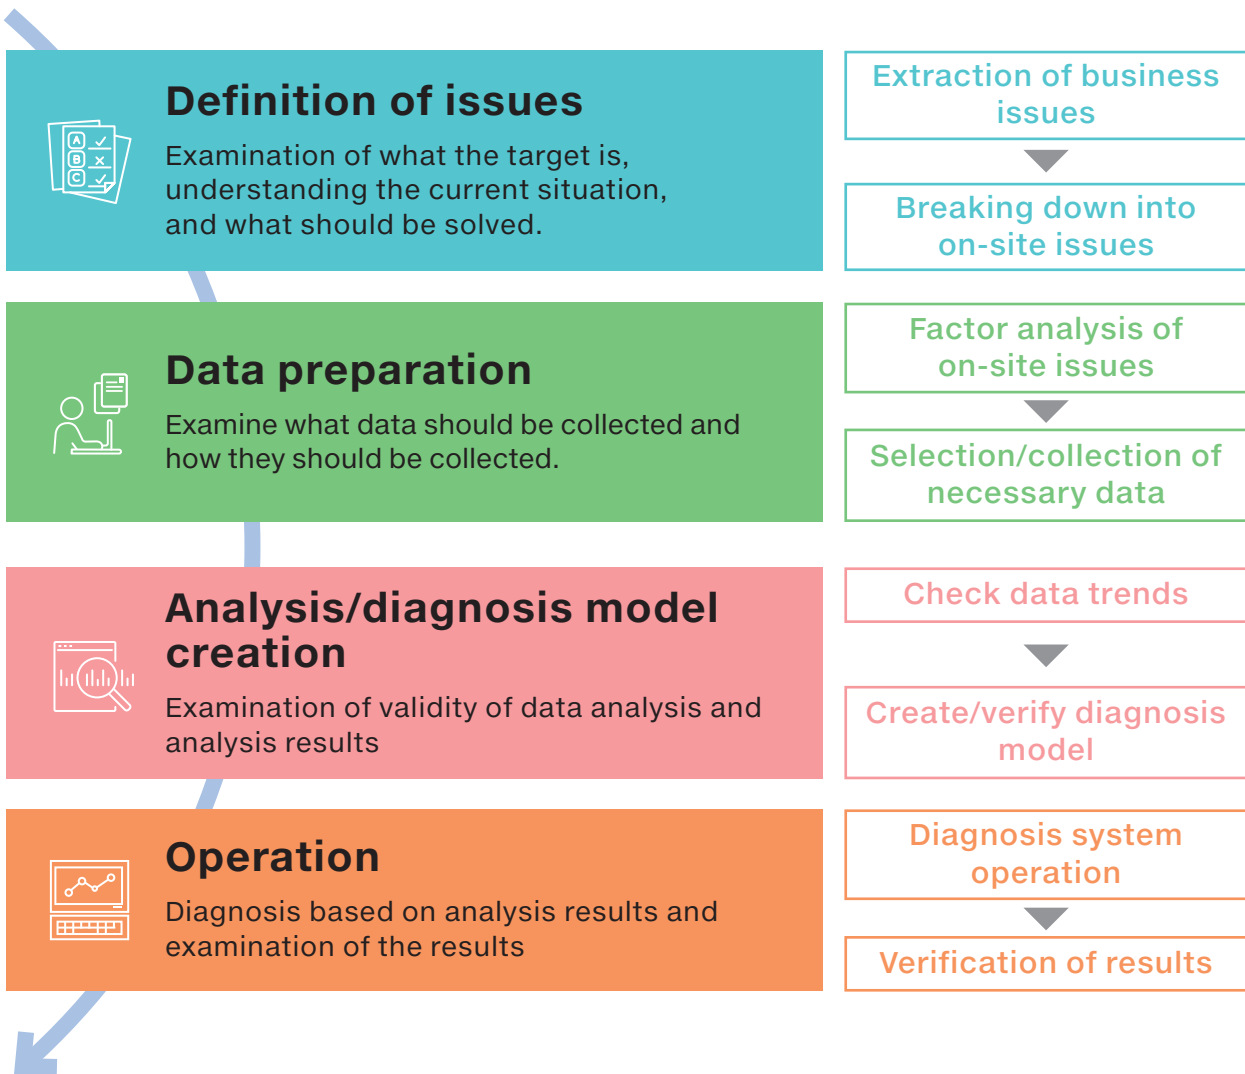 Definition of issues
Examination of what the target is,
understanding the current situation,
and what should be solved.
A
B
C
Extraction of business
issues
Breaking down into
on-site issues
Data preparation
Examine what data should be collected and
how they should be collected.
Factor analysis of
on-site issues
Selection/collection of
necessary data
Analysis/diagnosis model
creation
Examination of validity of data analysis and
analysis results
Check data trends
Create/verify diagnosis
model
Operation
Diagnosis based on analysis results and
examination of the results
Diagnosis system
operation
Verification of results